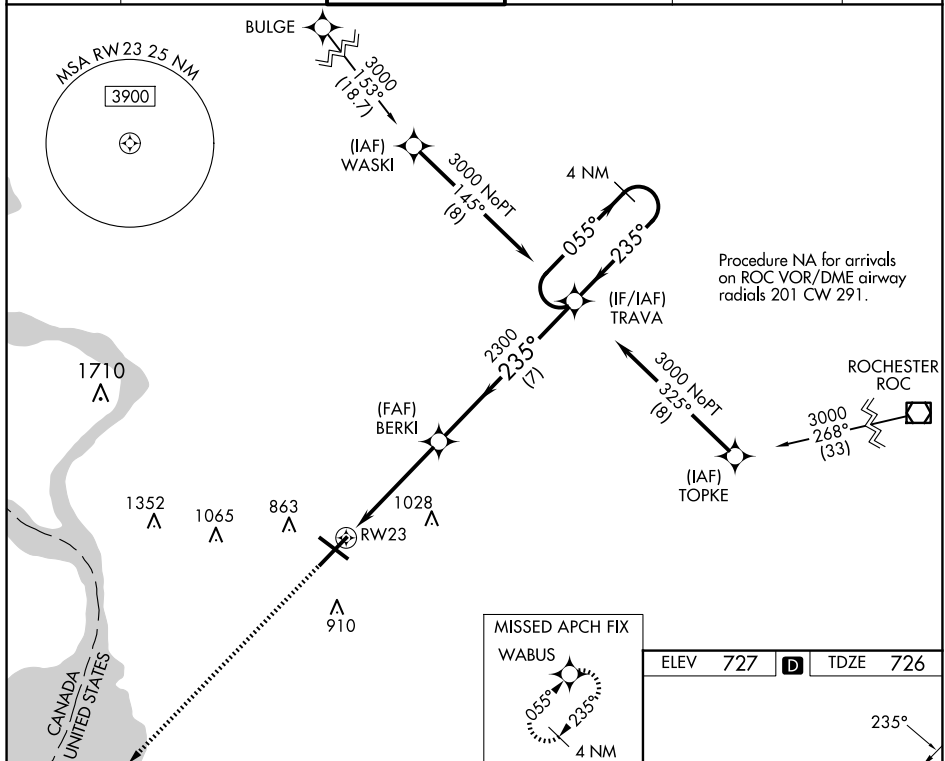 BULGE
MSA RW23 25 NM
3900
3000
153°
(18.7)
(IAF)
WASKI
3000 NoPT
145°
(8)
4 NM
055°
235°
Procedure NA for arrivals
on ROC VOR/DME airway
radials 201 CW 291.
(IF/IAF)
TRAVA
2300
235°
(7)
3000 NoPT
325°
(8)
ROCHESTER
ROC
3000
268°
(33)
1710
(FAF)
BERKI
(IAF)
TOPKE
1352
1065
863
1028
RW23
910
MISSED APCH FIX
WABUS
055°
235°
4 NM
ELEV 727 D TDZE 726
235°
CANADA
UNITED STATES